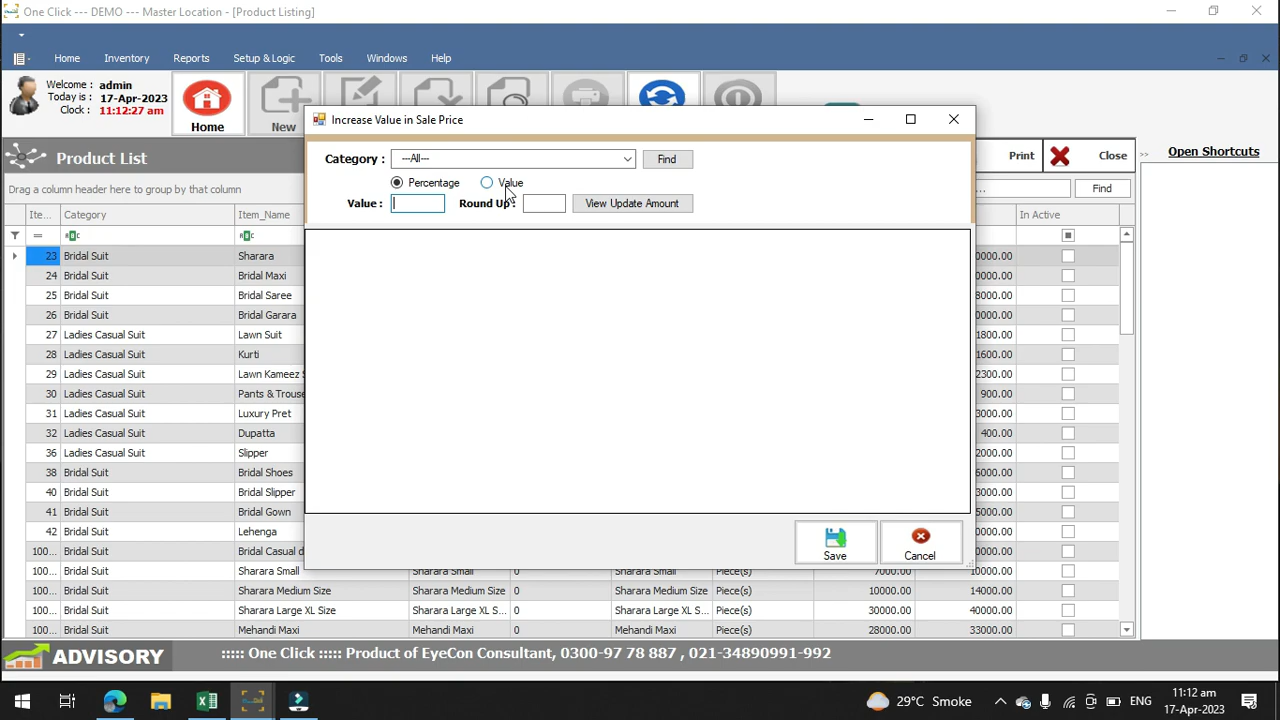 One Click --- DEMO --- Master Location - [Product Listing]
Home Inventory Reports Setup & Logic Tools Windows Help
Welcome : admin
Today is : 17-Apr-2023
Clock : 11:12:27 am
Home
New
Increase Value in Sale Price
Category : ---All--- Find
Percentage Value
Value : Round Up : View Update Amount
Save
Cancel
Product List
Print
Close
>>
Open Shortcuts
Drag a column header here to group by that column
... Find
Ite... Category Item_Name In Active
= ABC ABC
23 Bridal Suit Sharara 0000.00
24 Bridal Suit Bridal Maxi 0000.00
25 Bridal Suit Bridal Saree 8000.00
26 Bridal Suit Bridal Garara 0000.00
27 Ladies Casual Suit Lawn Suit 1800.00
28 Ladies Casual Suit Kurti 1600.00
29 Ladies Casual Suit Lawn Kameez S 2300.00
30 Ladies Casual Suit Pants & Trouse 900.00
31 Ladies Casual Suit Luxury Pret 3000.00
32 Ladies Casual Suit Dupatta 400.00
36 Ladies Casual Suit Slipper 2000.00
38 Bridal Suit Bridal Shoes 6000.00
40 Bridal Suit Bridal Slipper 3000.00
41 Bridal Suit Bridal Gown 5000.00
42 Bridal Suit Lehenga 0000.00
100... Bridal Suit Bridal Casual d 0000.00
100... Bridal Suit Sharara Small Sharara Small 0 Sharara Small Piece(s) 7000.00 10000.00
100... Bridal Suit Sharara Medium Size Sharara Medium Size 0 Sharara Medium Size Piece(s) 10000.00 14000.00
100... Bridal Suit Sharara Large XL Size Sharara Large XL S... 0 Sharara Large XL S... Piece(s) 30000.00 40000.00
100... Bridal Suit Mehandi Maxi Mehandi Maxi 0 Mehandi Maxi Piece(s) 28000.00 33000.00
ADVISORY
::::: One Click ::::: Product of EyeCon Consultant, 0300-97 78 887 , 021-34890991-992
29°C Smoke
ENG
11:12 am
17-Apr-2023